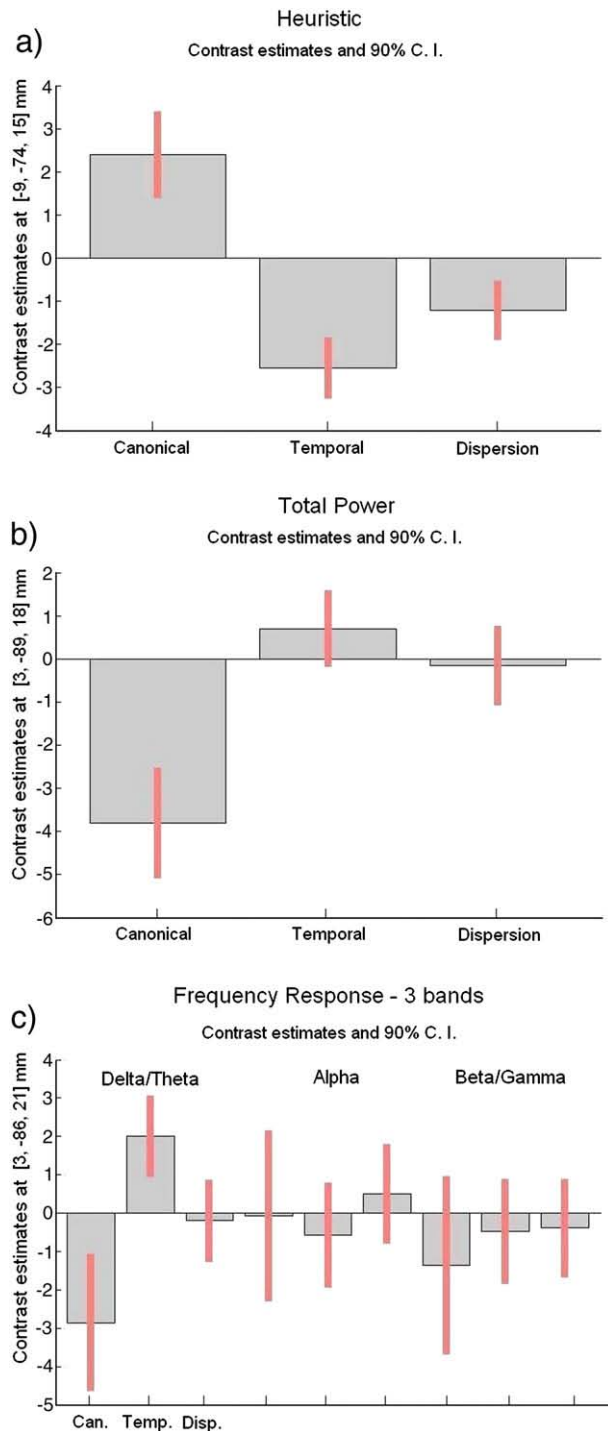 Heuristic
a)
Contrast estimates and 90% C. I.
Contrast estimates at [-9, -74, 15] mm
4
3
2
1
0
-1
-2
-3
-4
Canonical Temporal Dispersion
Total Power
b)
Contrast estimates and 90% C. I.
Contrast estimates at [3, -89, 18] mm
2
1
0
-1
-2
-3
-4
-5
-6
Canonical Temporal Dispersion
Frequency Response - 3 bands
c)
Contrast estimates and 90% C. I.
Contrast estimates at [3, -86, 21] mm
Delta/Theta Alpha Beta/Gamma
4
3
2
1
0
-1
-2
-3
-4
-5
Can. Temp. Disp.